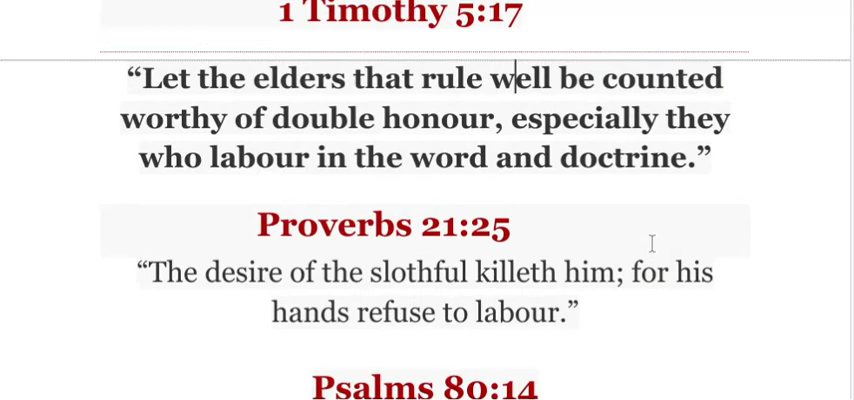 1 Timothy 5:17
“Let the elders that rule well be counted
worthy of double honour, especially they
who labour in the word and doctrine.”
Proverbs 21:25
“The desire of the slothful killeth him; for his
hands refuse to labour.”
Psalms 80:14